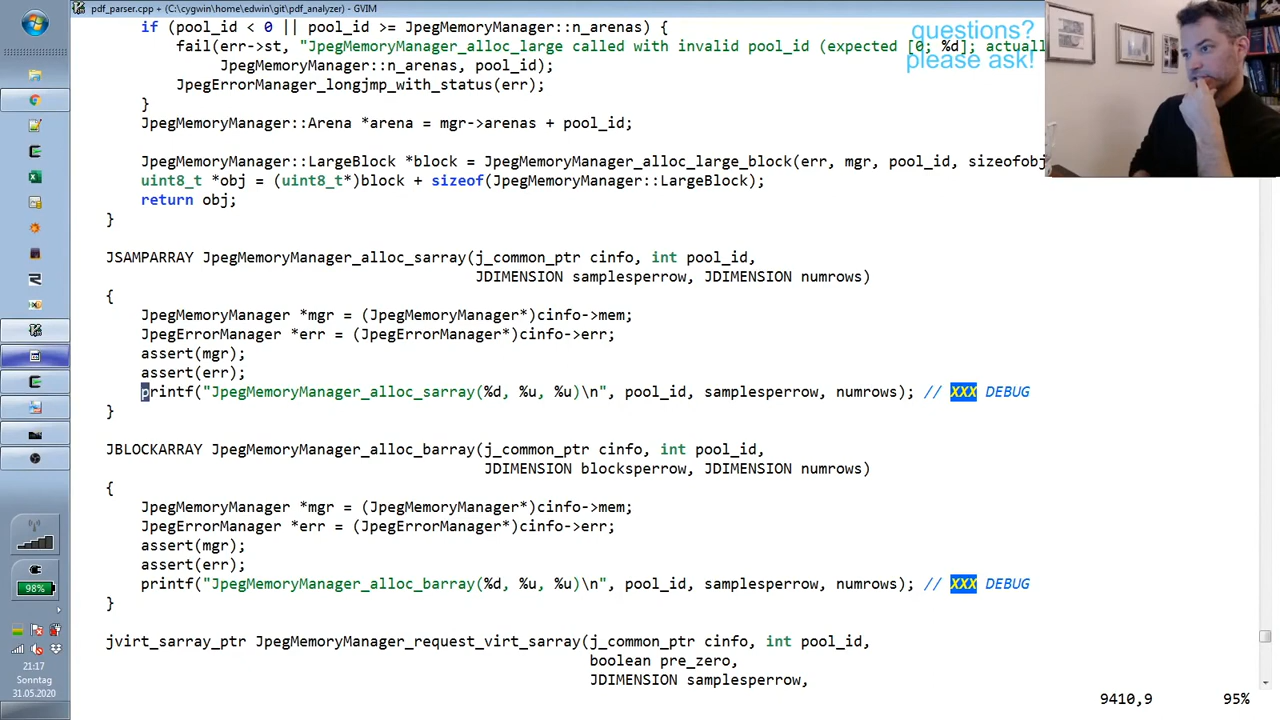 pdf_parser.cpp + (C:\cygwin\home\edwin\git\pdf_analyzer) - GVIM
if (pool_id < 0 || pool_id >= JpegMemoryManager::n_arenas) {
fail(err->st, "JpegMemoryManager_alloc_large called with invalid pool_id (expected [0; %d]; actuall
JpegMemoryManager::n_arenas, pool_id);
JpegErrorManager_longjmp_with_status(err);
}
JpegMemoryManager::Arena *arena = mgr->arenas + pool_id;
JpegMemoryManager::LargeBlock *block = JpegMemoryManager_alloc_large_block(err, mgr, pool_id, sizeofobj
uint8_t *obj = (uint8_t*)block + sizeof(JpegMemoryManager::LargeBlock);
return obj;
}
JSAMPARRAY JpegMemoryManager_alloc_sarray(j_common_ptr cinfo, int pool_id,
JDIMENSION samplesperrow, JDIMENSION numrows)
{
JpegMemoryManager *mgr = (JpegMemoryManager*)cinfo->mem;
JpegErrorManager *err = (JpegErrorManager*)cinfo->err;
assert(mgr);
assert(err);
printf("JpegMemoryManager_alloc_sarray(%d, %u, %u)\n", pool_id, samplesperrow, numrows); // XXX DEBUG
}
JBLOCKARRAY JpegMemoryManager_alloc_barray(j_common_ptr cinfo, int pool_id,
JDIMENSION blocksperrow, JDIMENSION numrows)
{
JpegMemoryManager *mgr = (JpegMemoryManager*)cinfo->mem;
JpegErrorManager *err = (JpegErrorManager*)cinfo->err;
assert(mgr);
assert(err);
printf("JpegMemoryManager_alloc_barray(%d, %u, %u)\n", pool_id, samplesperrow, numrows); // XXX DEBUG
}
jvirt_sarray_ptr JpegMemoryManager_request_virt_sarray(j_common_ptr cinfo, int pool_id,
boolean pre_zero,
JDIMENSION samplesperrow,
9410,9 95%
questions?
please ask!
98%
21:17
Sonntag
31.05.2020